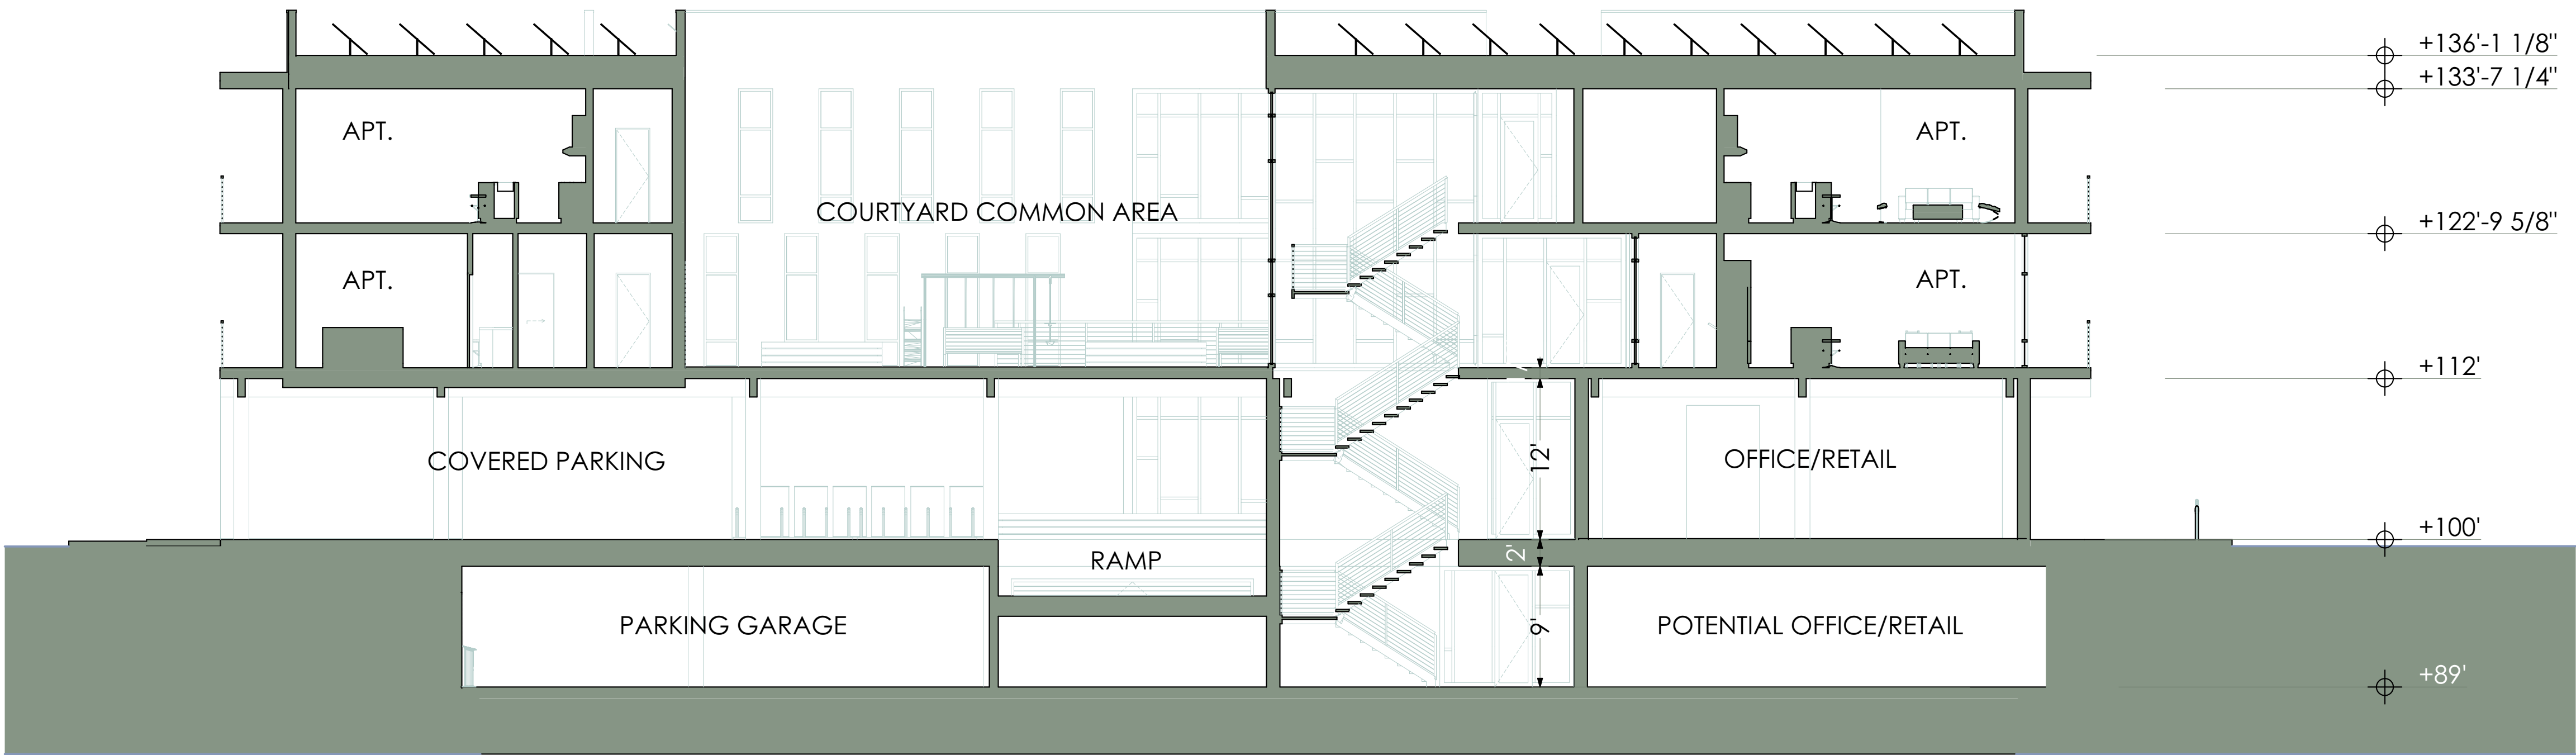 +136'-1 1/8"
+133'-7 1/4"
APT.
APT.
COURTYARD COMMON AREA
+122'-9 5/8"
APT.
APT.
+112'
COVERED PARKING
12'
OFFICE/RETAIL
+100'
RAMP
2'
PARKING GARAGE
9'
POTENTIAL OFFICE/RETAIL
+89'